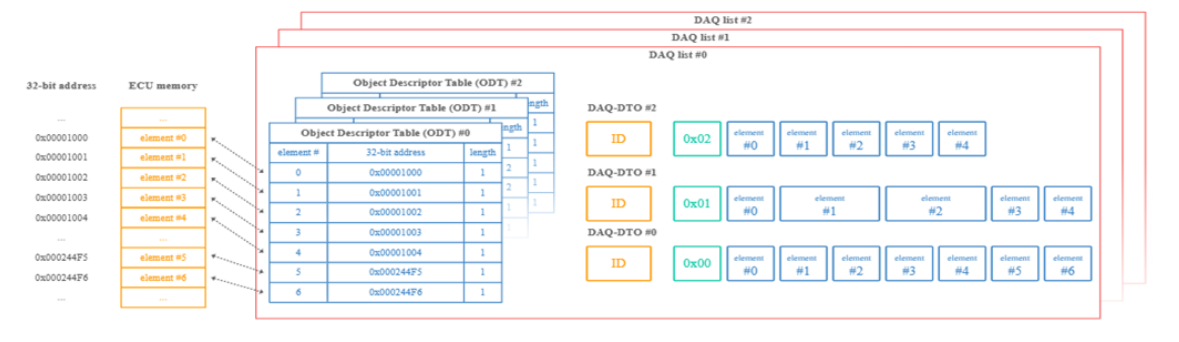 DAQ list #2
DAQ list #1
DAQ list #0
32-bit address ECU memory
... ...
0x00001000 element #0
0x00001001 element #1
0x00001002 element #2
0x00001003 element #3
0x00001004 element #4
... ...
0x000244F5 element #5
0x000244F6 element #6
... ...
Object Descriptor Table (ODT) #2
ngth
1
1
1
1
Object Descriptor Table (ODT) #1
ngth
1
2
2
1
1
Object Descriptor Table (ODT) #0
element # 32-bit address length
0 0x00001000 1
1 0x00001001 1
2 0x00001002 1
3 0x00001003 1
4 0x00001004 1
5 0x000244F5 1
6 0x000244F6 1
DAQ-DTO #2
ID 0x02 element #0 element #1 element #2 element #3 element #4
DAQ-DTO #1
ID 0x01 element #0 element #1 element #2 element #3 element #4
DAQ-DTO #0
ID 0x00 element #0 element #1 element #2 element #3 element #4 element #5 element #6